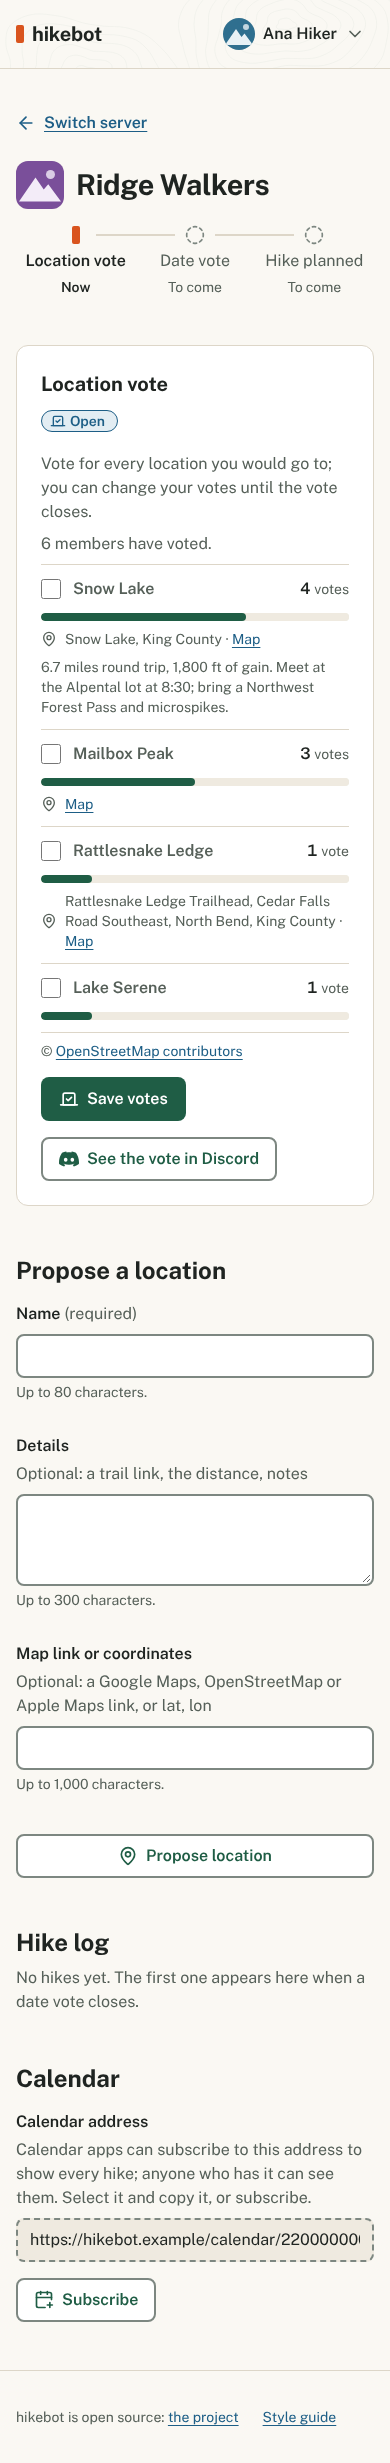 hikebot
Ana Hiker
Switch server
Ridge Walkers
Location vote
Date vote
Hike planned
Now
To come
To come
Location vote
Open
Vote for every location you would go to;
you can change your votes until the vote
closes.
6 members have voted.
Snow Lake
4 votes
Snow Lake, King County · Map
6.7 miles round trip, 1,800 ft of gain. Meet at
the Alpental lot at 8:30; bring a Northwest
Forest Pass and microspikes.
Mailbox Peak
3 votes
Map
Rattlesnake Ledge
1 vote
Rattlesnake Ledge Trailhead, Cedar Falls
Road Southeast, North Bend, King County ·
Map
Lake Serene
1 vote
© OpenStreetMap contributors
Save votes
See the vote in Discord
Propose a location
Name (required)
Up to 80 characters.
Details
Optional: a trail link, the distance, notes
Up to 300 characters.
Map link or coordinates
Optional: a Google Maps, OpenStreetMap or
Apple Maps link, or lat, lon
Up to 1,000 characters.
Propose location
Hike log
No hikes yet. The first one appears here when a
date vote closes.
Calendar
Calendar address
Calendar apps can subscribe to this address to
show every hike; anyone who has it can see
them. Select it and copy it, or subscribe.
https://hikebot.example/calendar/22000000
Subscribe
hikebot is open source: the project
Style guide